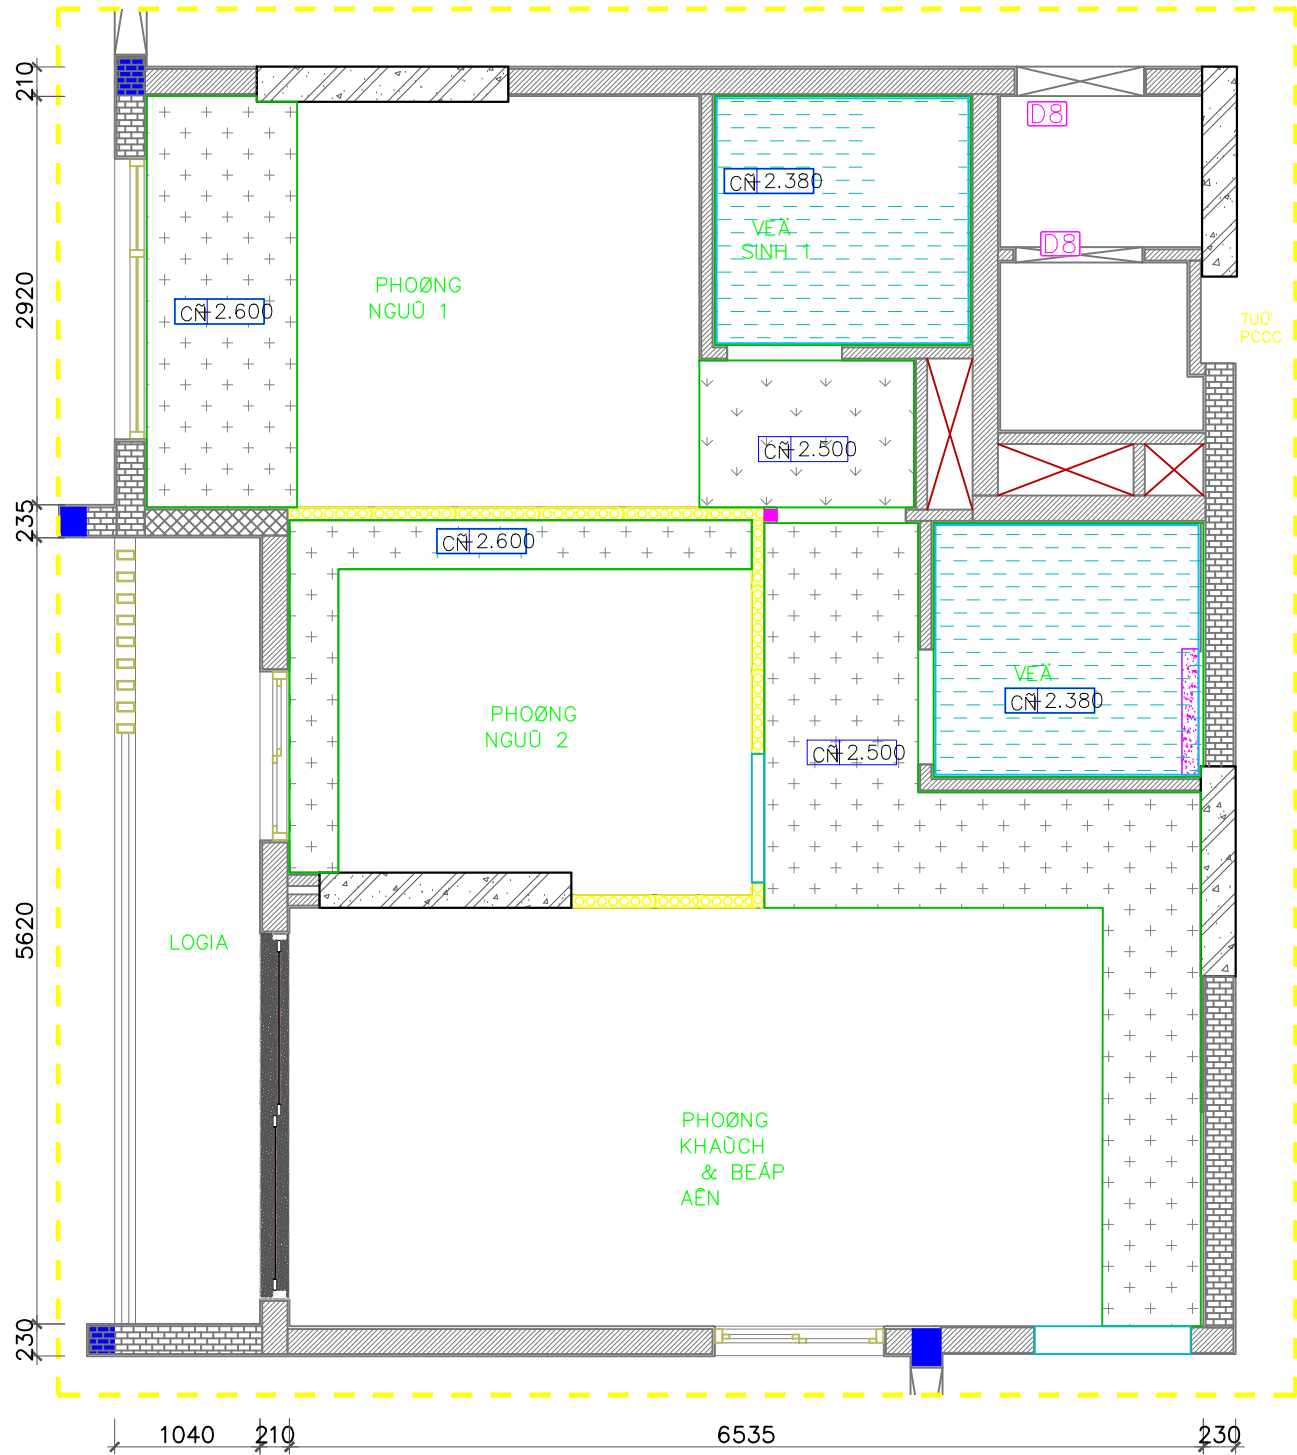 210
D8
CÑ +2.380
VEÄ
SINH 1
D8
PHOØNG
NGUÛ 1
2920
CÑ +2.600
TUÛ
PCCC
CÑ +2.500
235
CÑ +2.600
VEÄ
CÑ +2.380
PHOØNG
NGUÛ 2
CÑ +2.500
5620
LOGIA
PHOØNG
KHAÙCH
& BEÁP
AÊN
230
1040
210
6535
230